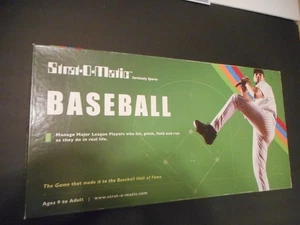 Strat-O-Matic
Seriously Sports
BASEBALL
Manage Major League Players who hit, pitch, field and run
as they do in real life.
The Game that made it to the Baseball Hall of Fame
Ages 9 to Adult | www.strat-o-matic.com